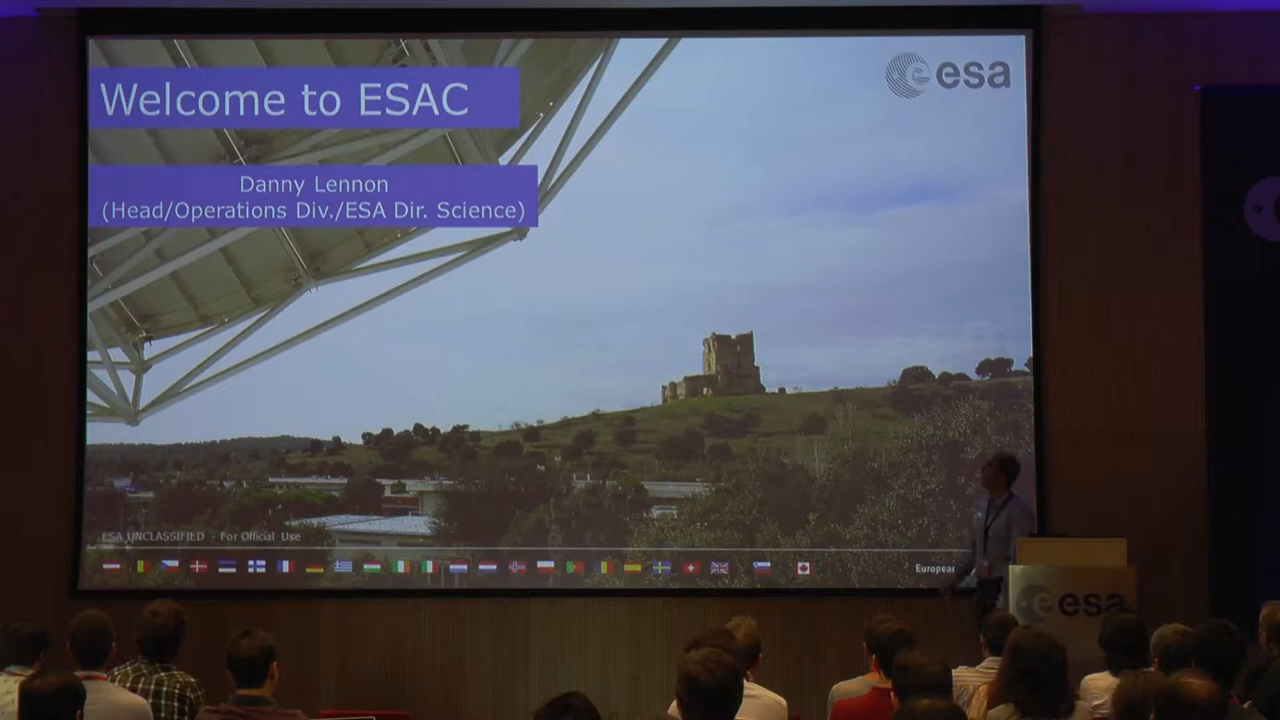 Welcome to ESAC
esa
Danny Lennon
(Head/Operations Div./ESA Dir. Science)
ESA UNCLASSIFIED - For Official Use
European
esa